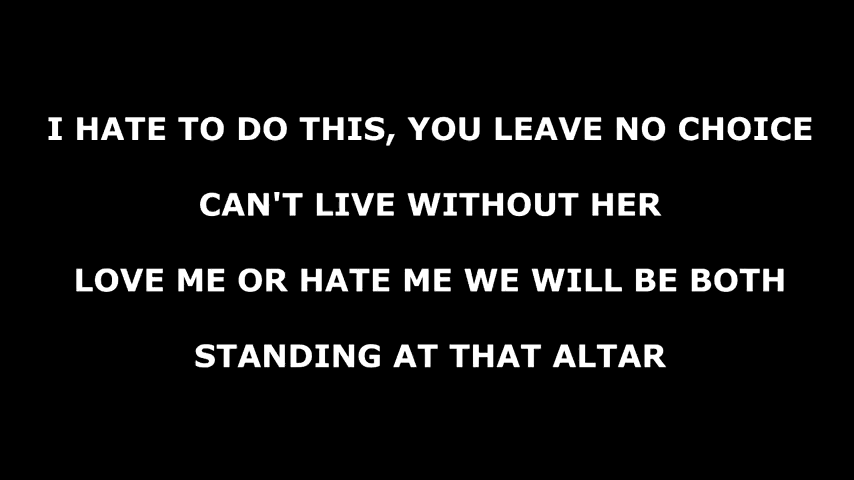 I HATE TO DO THIS, YOU LEAVE NO CHOICE
CAN'T LIVE WITHOUT HER
LOVE ME OR HATE ME WE WILL BE BOTH
STANDING AT THAT ALTAR